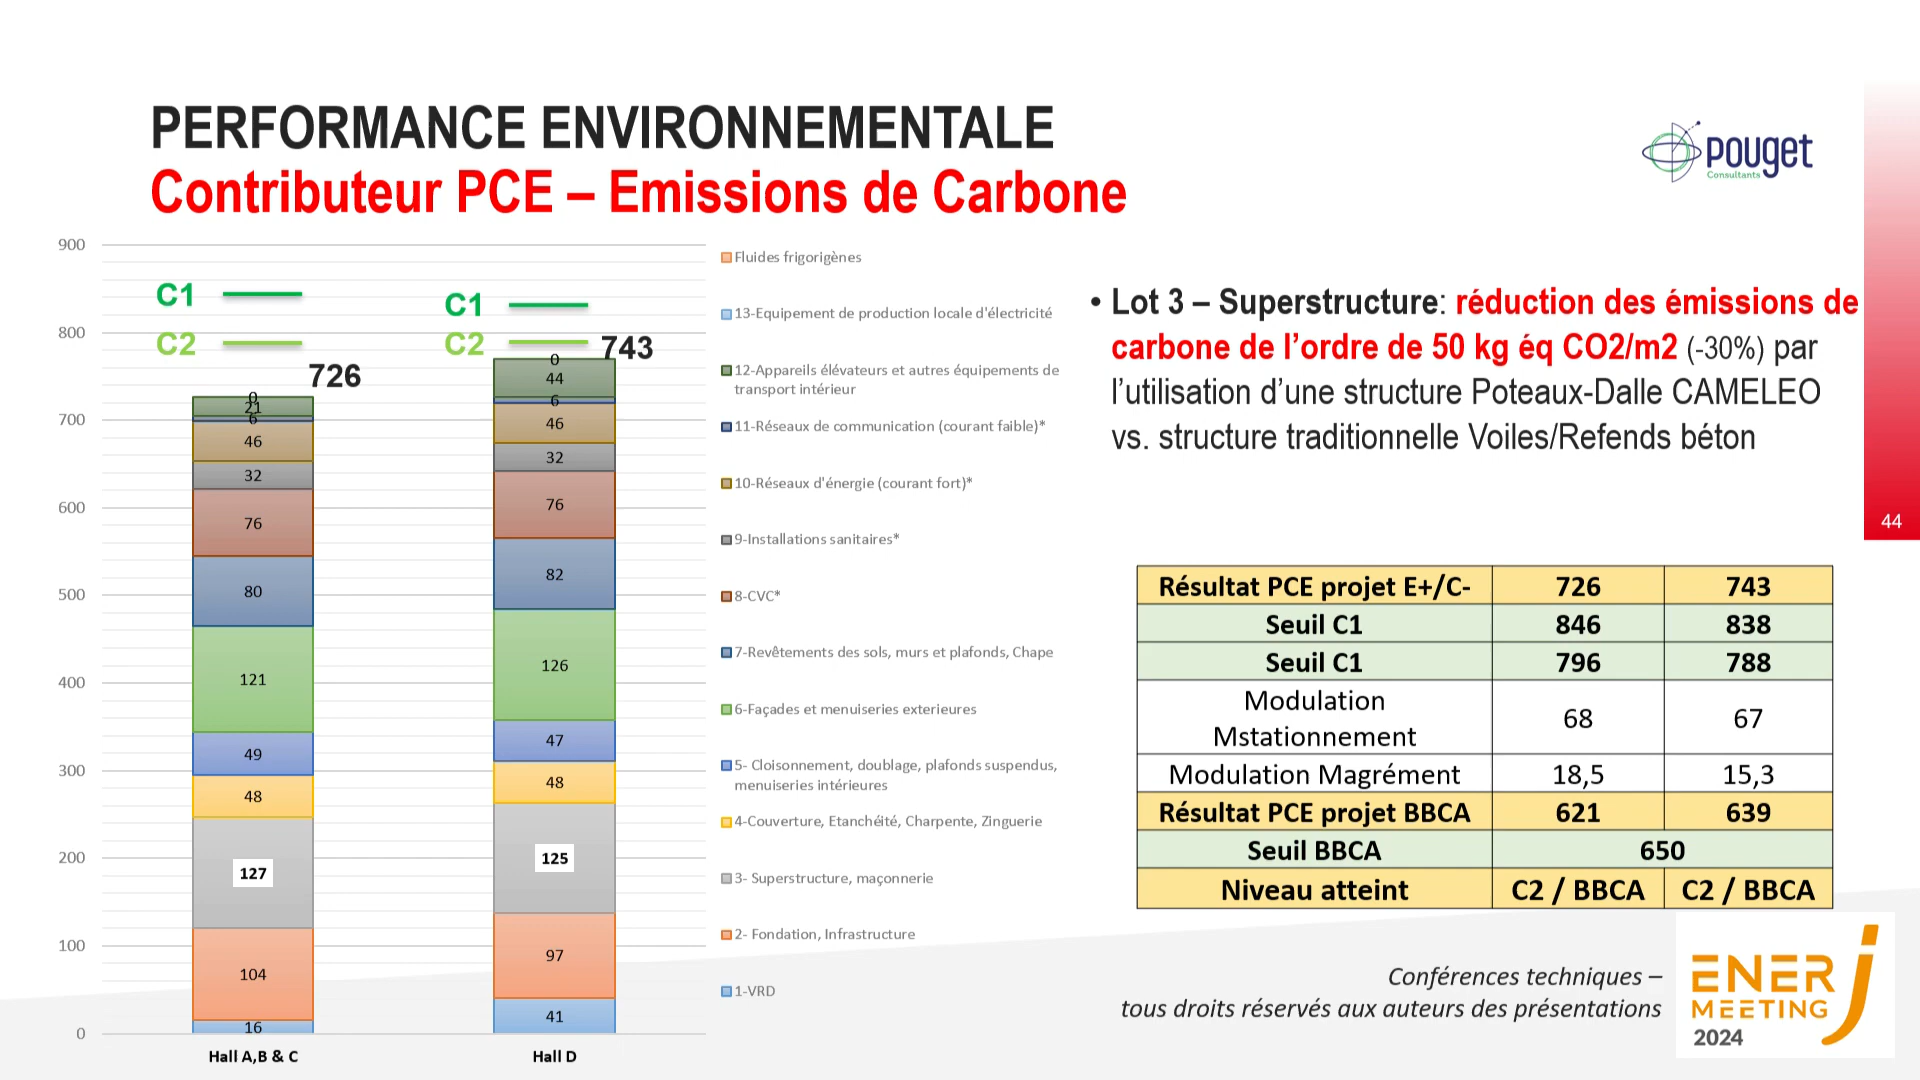 PERFORMANCE ENVIRONNEMENTALE
Contributeur PCE – Emissions de Carbone
pouget
Consultants
900
800
700
600
500
400
300
200
100
0
C1
C2
726
0
21
6
46
32
76
80
121
49
48
127
104
16
Hall A,B & C
C1
C2
743
0
44
6
46
32
76
82
126
47
48
125
97
41
Hall D
Fluides frigorigènes
13-Equipement de production locale d'électricité
12-Appareils élévateurs et autres équipements de
transport intérieur
11-Réseaux de communication (courant faible)*
10-Réseaux d'énergie (courant fort)*
9-Installations sanitaires*
8-CVC*
7-Revêtements des sols, murs et plafonds, Chape
6-Façades et menuiseries exterieures
5- Cloisonnement, doublage, plafonds suspendus,
menuiseries intérieures
4-Couverture, Etanchéité, Charpente, Zinguerie
3- Superstructure, maçonnerie
2- Fondation, Infrastructure
1-VRD
• Lot 3 – Superstructure: réduction des émissions de
carbone de l’ordre de 50 kg éq CO2/m2 (-30%) par
l’utilisation d’une structure Poteaux-Dalle CAMELEO
vs. structure traditionnelle Voiles/Refends béton
44
Résultat PCE projet E+/C- 726 743
Seuil C1 846 838
Seuil C1 796 788
Modulation
Mstationnement 68 67
Modulation Magrément 18,5 15,3
Résultat PCE projet BBCA 621 639
Seuil BBCA 650
Niveau atteint C2 / BBCA C2 / BBCA
Conférences techniques –
tous droits réservés aux auteurs des présentations
ENER J
MEETING
2024